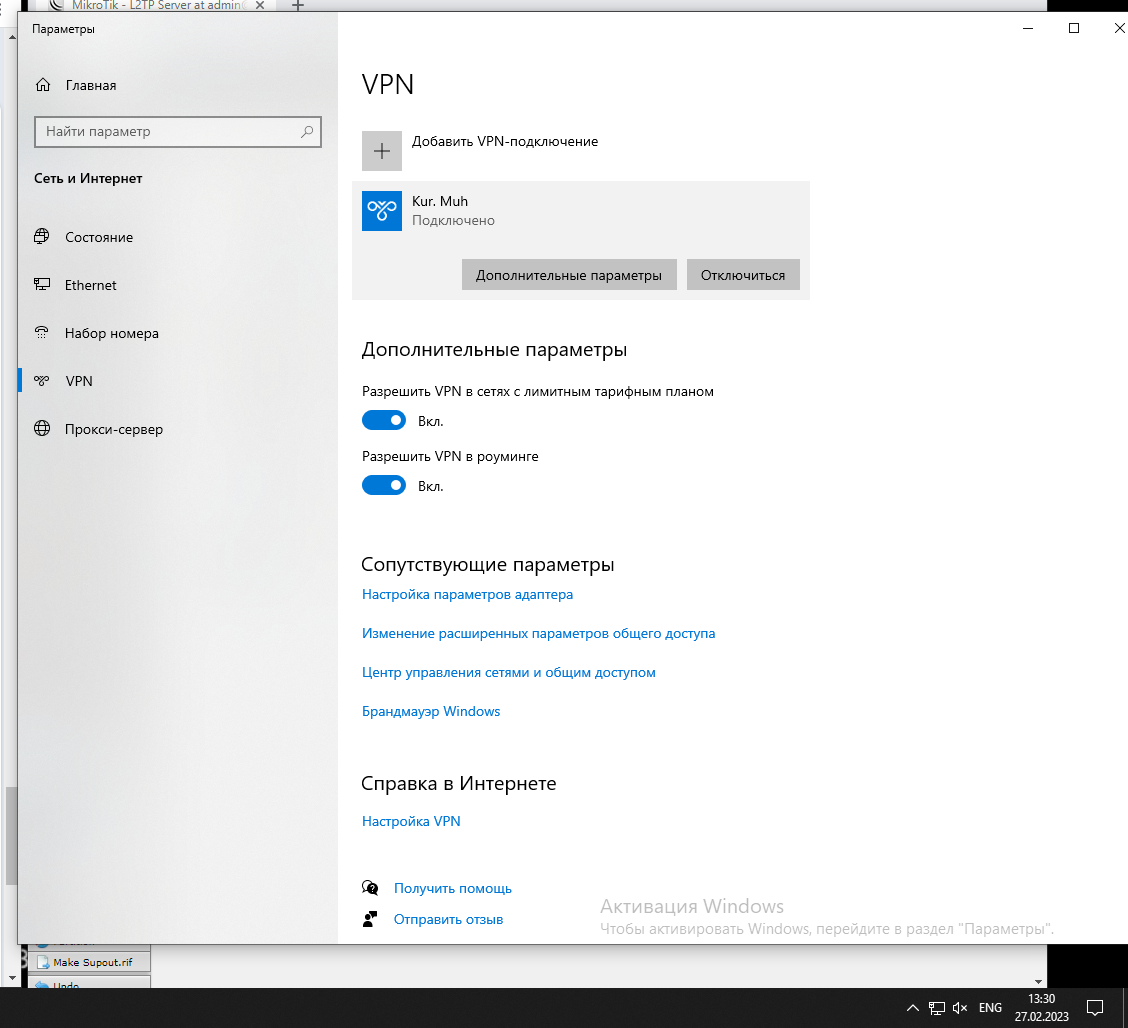 MikroTik - L2TP Server at admin
Параметры
Главная
Найти параметр
Сеть и Интернет
Состояние
Ethernet
Набор номера
VPN
Прокси-сервер
VPN
Добавить VPN-подключение
Kur. Muh
Подключено
Дополнительные параметры
Отключиться
Дополнительные параметры
Разрешить VPN в сетях с лимитным тарифным планом
Вкл.
Разрешить VPN в роуминге
Вкл.
Сопутствующие параметры
Настройка параметров адаптера
Изменение расширенных параметров общего доступа
Центр управления сетями и общим доступом
Брандмауэр Windows
Справка в Интернете
Настройка VPN
Получить помощь
Отправить отзыв
Активация Windows
Чтобы активировать Windows, перейдите в раздел "Параметры".
Make Supout.rif
Undo
ENG
13:30
27.02.2023